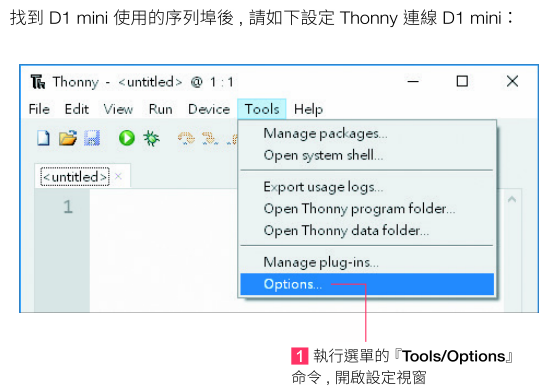 找到 D1 mini 使用的序列埠後 , 請如下設定 Thonny 連線 D1 mini：
Thonny - <untitled> @ 1 : 1
File Edit View Run Device Tools Help
Manage packages...
Open system shell...
<untitled> ×
Export usage logs...
1
Open Thonny program folder...
Open Thonny data folder...
Manage plug-ins...
Options...
1 執行選單的『Tools/Options』
命令 , 開啟設定視窗